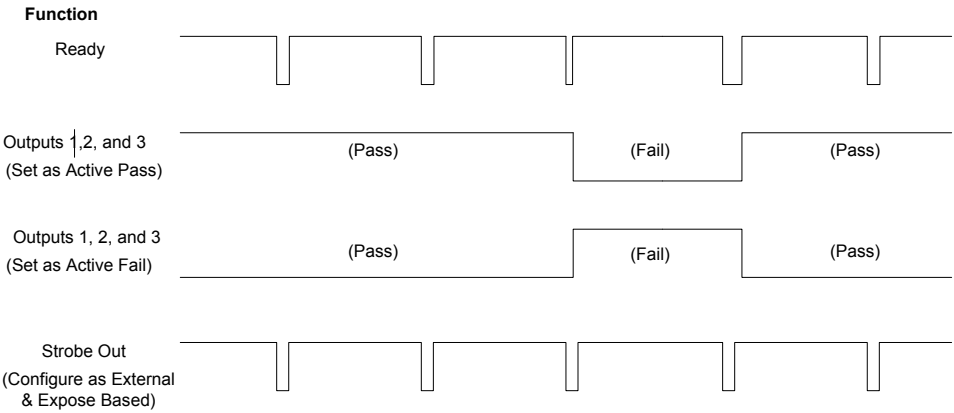 Function
Ready
Outputs 1,2, and 3
(Set as Active Pass)
(Pass)
(Fail)
(Pass)
Outputs 1, 2, and 3
(Set as Active Fail)
(Pass)
(Fail)
(Pass)
Strobe Out
(Configure as External
& Expose Based)